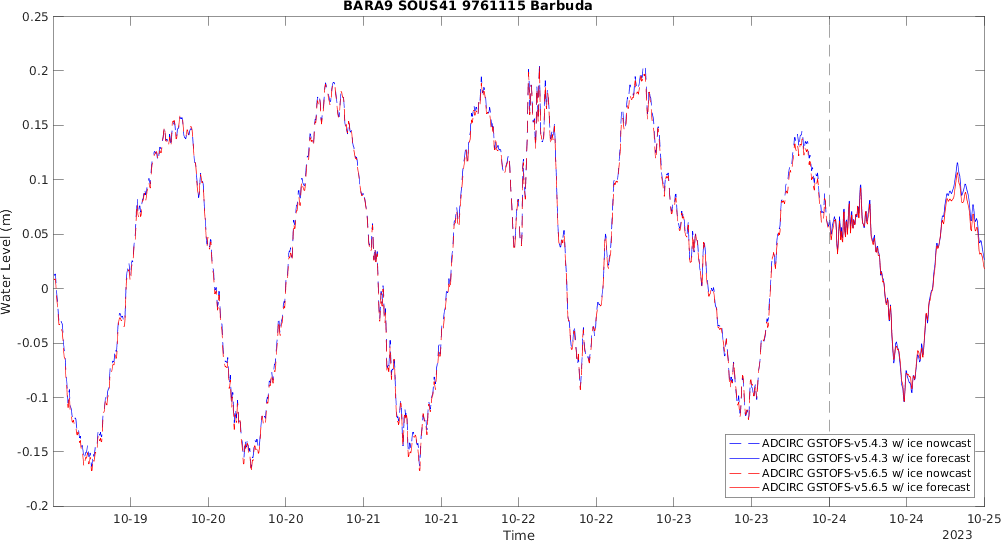 BARA9 SOUS41 9761115 Barbuda
0.25
0.2
0.15
0.1
0.05
0
-0.05
-0.1
-0.15
-0.2
Water Level (m)
ADCIRC GSTOFS-v5.4.3 w/ ice nowcast
ADCIRC GSTOFS-v5.4.3 w/ ice forecast
ADCIRC GSTOFS-v5.6.5 w/ ice nowcast
ADCIRC GSTOFS-v5.6.5 w/ ice forecast
10-19 10-20 10-20 10-21 10-21 10-22 10-22 10-23 10-23 10-24 10-24 10-25
Time 2023